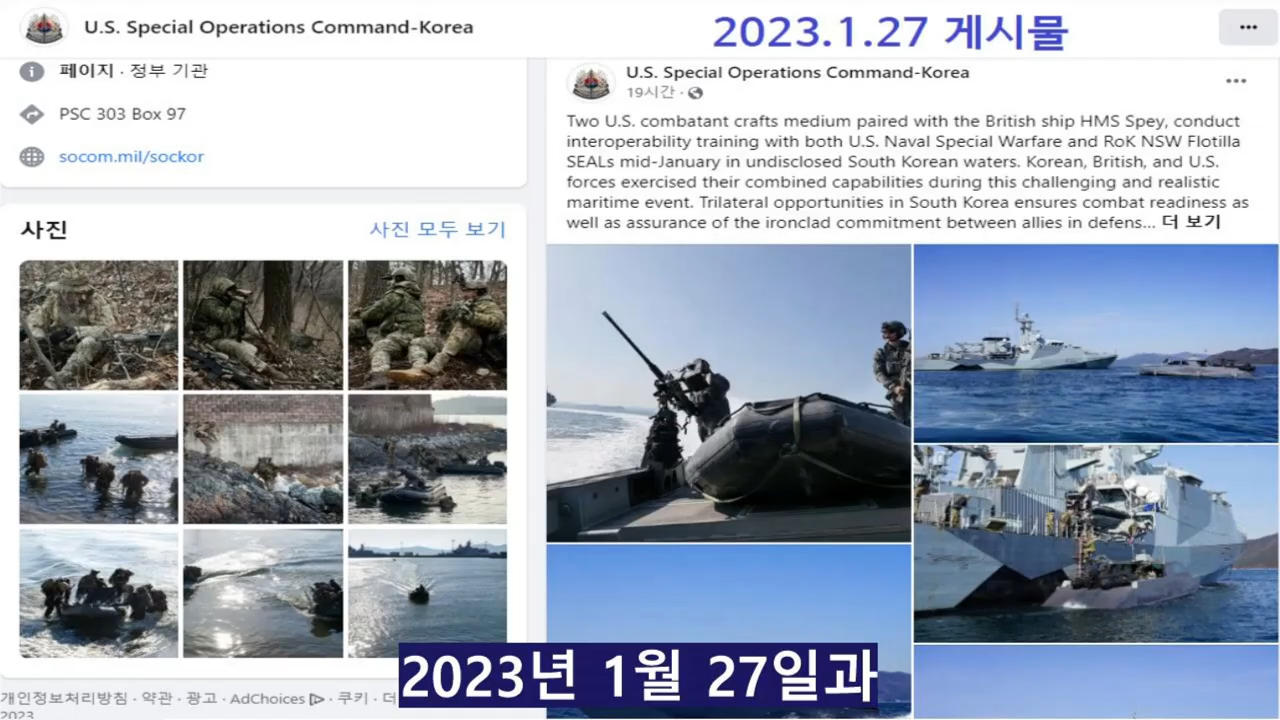 U.S. Special Operations Command-Korea
2023.1.27 게시물
페이지 · 정부 기관
PSC 303 Box 97
socom.mil/sockor
사진
사진 모두 보기
개인정보처리방침 · 약관 · 광고 · AdChoices · 쿠키 · 더
2023
U.S. Special Operations Command-Korea
19시간 ·
Two U.S. combatant crafts medium paired with the British ship HMS Spey, conduct
interoperability training with both U.S. Naval Special Warfare and RoK NSW Flotilla
SEALs mid-January in undisclosed South Korean waters. Korean, British, and U.S.
forces exercised their combined capabilities during this challenging and realistic
maritime event. Trilateral opportunities in South Korea ensures combat readiness as
well as assurance of the ironclad commitment between allies in defens... 더 보기
2023년 1월 27일과